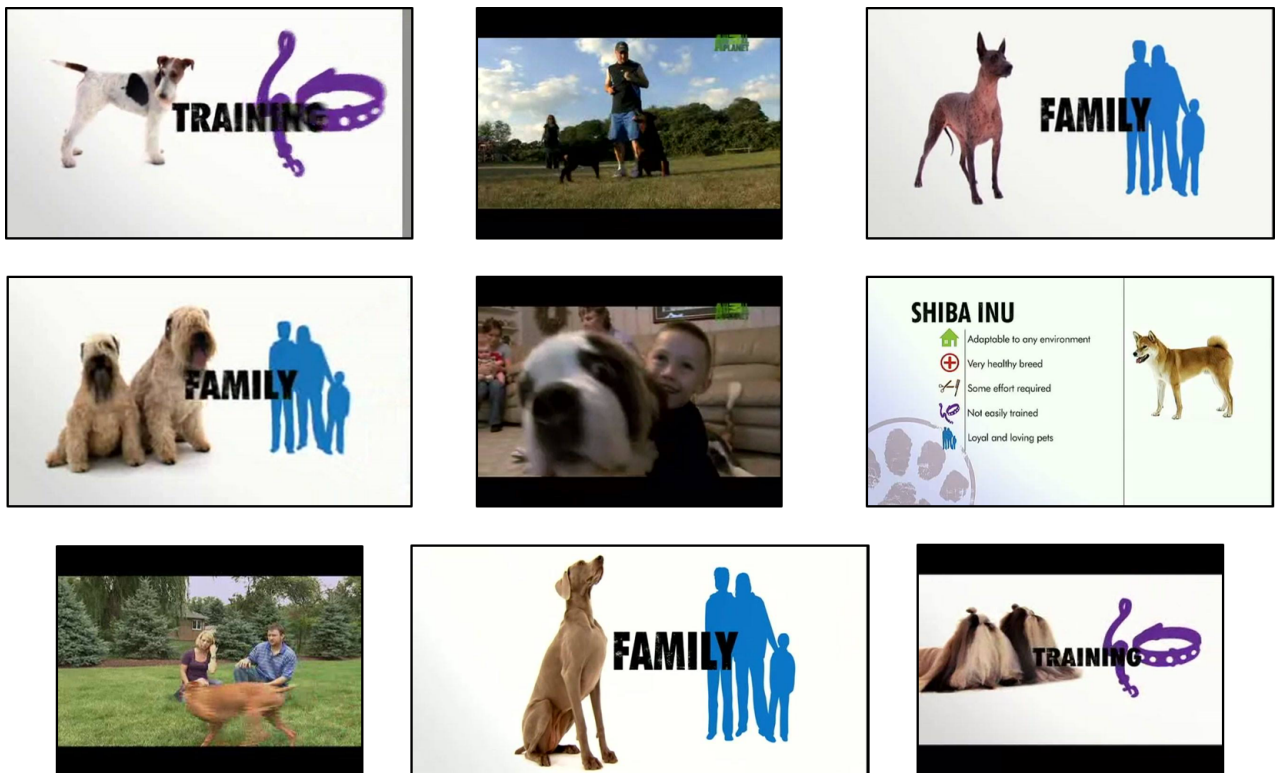 TRAINING
PLANET
FAMILY
FAMILY
SHIBA INU
Adaptable to any environment
Very healthy breed
Some effort required
Not easily trained
Loyal and loving pets
FAMILY
TRAINING